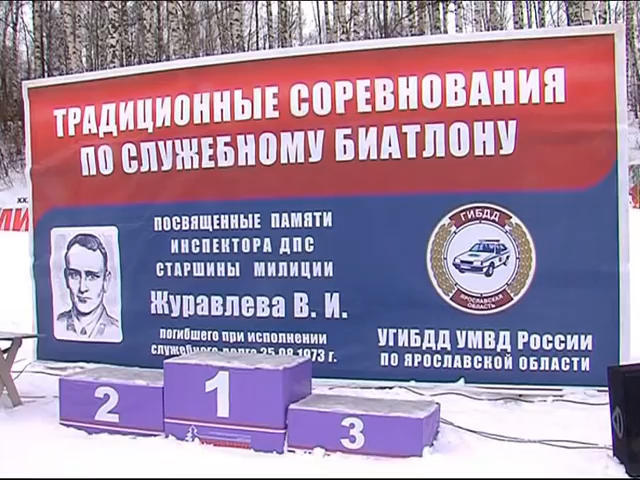 ТРАДИЦИОННЫЕ СОРЕВНОВАНИЯ
ПО СЛУЖЕБНОМУ БИАТЛОНУ
ПОСВЯЩЕННЫЕ ПАМЯТИ
ИНСПЕКТОРА ДПС
СТАРШИНЫ МИЛИЦИИ
Журавлева В. И.
погибшего при исполнении
служебного долга 25.08.1973 г.
ГИБДД
ЯРОСЛАВСКАЯ
ОБЛАСТЬ
УГИБДД УМВД России
ПО ЯРОСЛАВСКОЙ ОБЛАСТИ
2
1
3